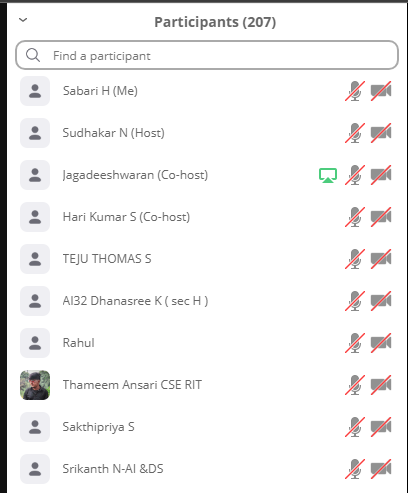 Participants (207)
Find a participant
Sabari H (Me)
Sudhakar N (Host)
Jagadeeshwaran (Co-host)
Hari Kumar S (Co-host)
TEJU THOMAS S
AI32 Dhanasree K ( sec H )
Rahul
Thameem Ansari CSE RIT
Sakthipriya S
Srikanth N-AI &DS